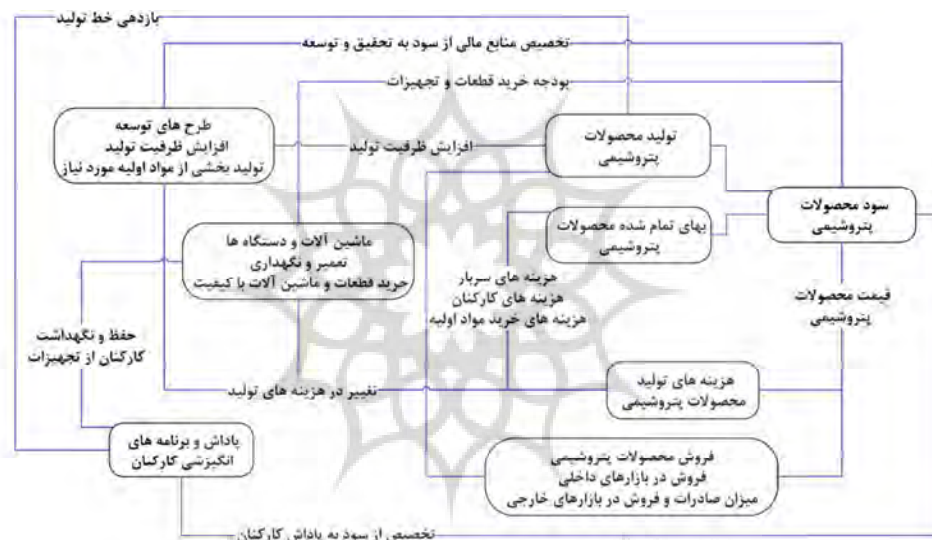 بازدهی خط تولید
تخصیص منابع مالی از سود به تحقیق و توسعه
بودجه خرید قطعات و تجهیزات
تولید محصولات
پتروشیمی
افزایش ظرفیت تولید
طرح های توسعه
افزایش ظرفیت تولید
تولید بخشی از مواد اولیه مورد نیاز
سود محصولات
پتروشیمی
بهای تمام شده محصولات
پتروشیمی
ماشین آلات و دستگاه ها
تعمیر و نگهداری
خرید قطعات و ماشین آلات با کیفیت
هزینه های سربار
هزینه های کارکنان
هزینه های خرید مواد اولیه
قیمت محصولات
پتروشیمی
حفظ و نگهداشت
کارکنان از تجهیزات
هزینه های تولید
محصولات پتروشیمی
تغییر در هزینه های تولید
پاداش و برنامه های
انگیزشی کارکنان
فروش محصولات پتروشیمی
فروش در بازارهای داخلی
میزان صادرات و فروش در بازارهای خارجی
تخصیص از سود به پاداش کارکنان